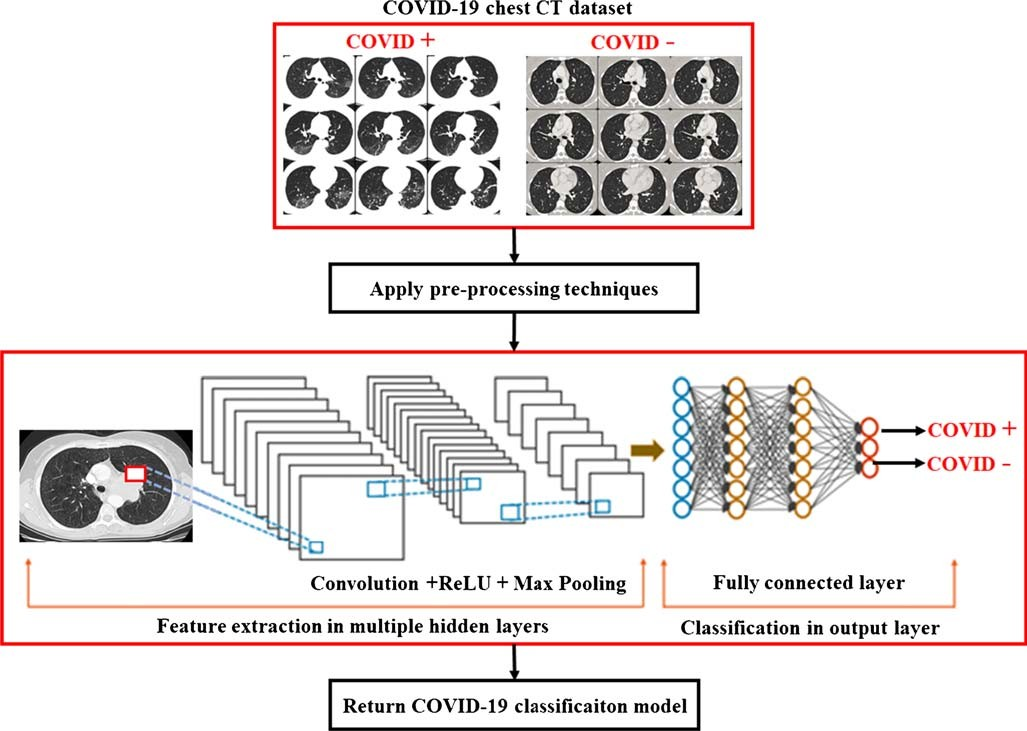 COVID-19 chest CT dataset
COVID + COVID -
Apply pre-processing techniques
COVID +
COVID -
Convolution +ReLU + Max Pooling
Fully connected layer
Feature extraction in multiple hidden layers
Classification in output layer
Return COVID-19 classificaiton model